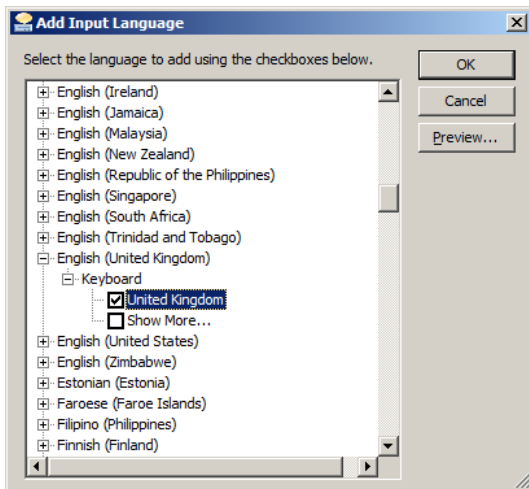 Add Input Language
Select the language to add using the checkboxes below.
OK
Cancel
Preview...
English (Ireland)
English (Jamaica)
English (Malaysia)
English (New Zealand)
English (Republic of the Philippines)
English (Singapore)
English (South Africa)
English (Trinidad and Tobago)
English (United Kingdom)
Keyboard
United Kingdom
Show More...
English (United States)
English (Zimbabwe)
Estonian (Estonia)
Faroese (Faroe Islands)
Filipino (Philippines)
Finnish (Finland)